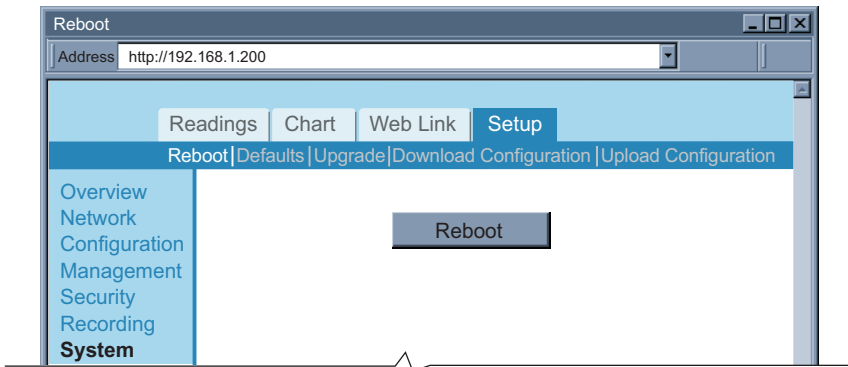 Reboot
Address http://192.168.1.200
Readings Chart Web Link Setup
Reboot|Defaults|Upgrade|Download Configuration|Upload Configuration
Overview
Network
Configuration
Management
Security
Recording
System
Reboot